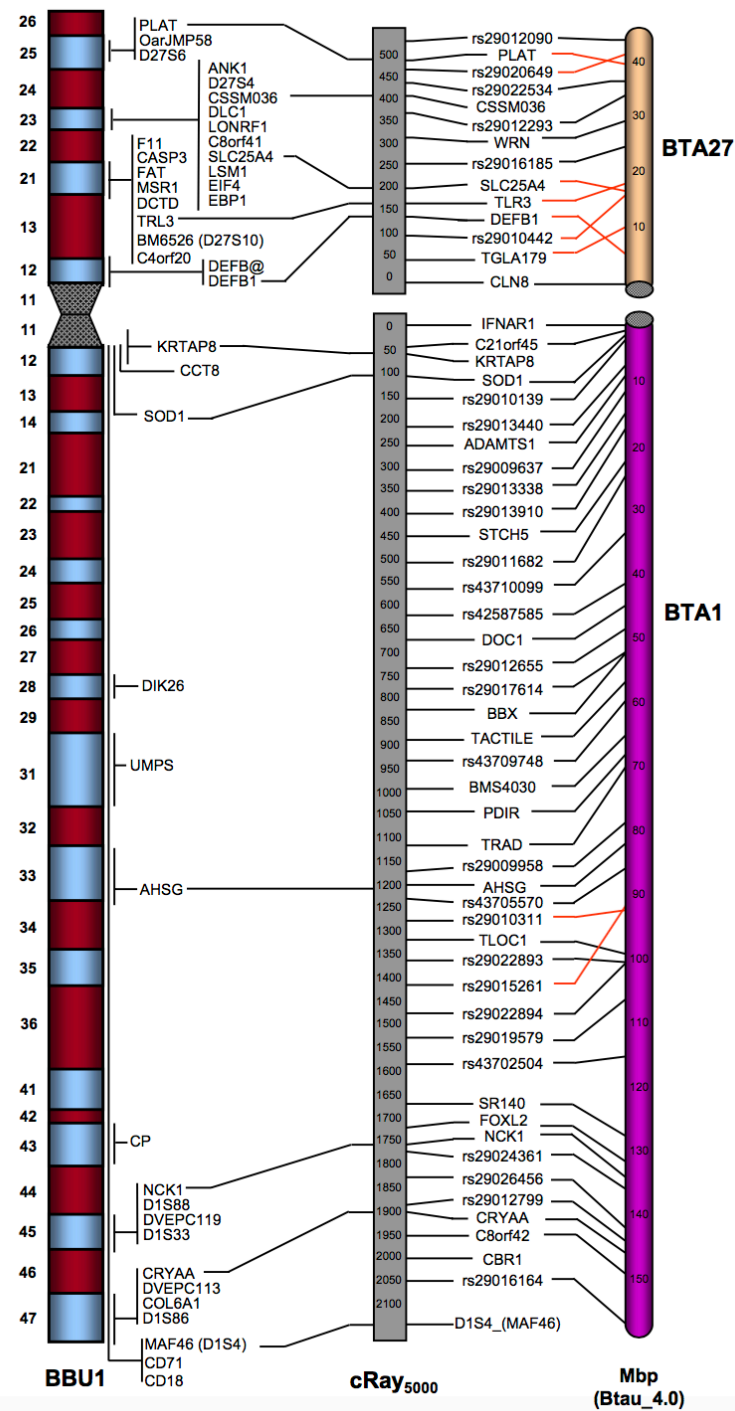 26
25
24
23
22
21
13
12
11
11
12
13
14
21
22
23
24
25
26
27
28
29
31
32
33
34
35
36
41
42
43
44
45
46
47
BBU1
PLAT
OarJMP58
D27S6
ANK1
D27S4
CSSM036
DLC1
LONRF1
C8orf41
SLC25A4
LSM1
EIF4
EBP1
F11
CASP3
FAT
MSR1
DCTD
TRL3
BM6526 (D27S10)
C4orf20
DEFB@
DEFB1
KRTAP8
CCT8
SOD1
DIK26
UMPS
AHSG
CP
NCK1
D1S88
DVEPC119
D1S33
CRYAA
DVEPC113
COL6A1
D1S86
MAF46 (D1S4)
CD71
CD18
500
450
400
350
300
250
200
150
100
50
0
0
50
100
150
200
250
300
350
400
450
500
550
600
650
700
750
800
850
900
950
1000
1050
1100
1150
1200
1250
1300
1350
1400
1450
1500
1550
1600
1650
1700
1750
1800
1850
1900
1950
2000
2050
2100
cRay5000
rs29012090
PLAT
rs29020649
rs29022534
CSSM036
rs29012293
WRN
rs29016185
SLC25A4
TLR3
DEFB1
rs29010442
TGLA179
CLN8
IFNAR1
C21orf45
KRTAP8
SOD1
rs29010139
rs29013440
ADAMTS1
rs29009637
rs29013338
rs29013910
STCH5
rs29011682
rs43710099
rs42587585
DOC1
rs29012655
rs29017614
BBX
TACTILE
rs43709748
BMS4030
PDIR
TRAD
rs29009958
AHSG
rs43705570
rs29010311
TLOC1
rs29022893
rs29015261
rs29022894
rs29019579
rs43702504
SR140
FOXL2
NCK1
rs29024361
rs29026456
rs29012799
CRYAA
C8orf42
CBR1
rs29016164
D1S4_(MAF46)
40
30
20
10
BTA27
10
20
30
40
50
60
70
80
90
100
110
120
130
140
150
BTA1
Mbp
(Btau_4.0)